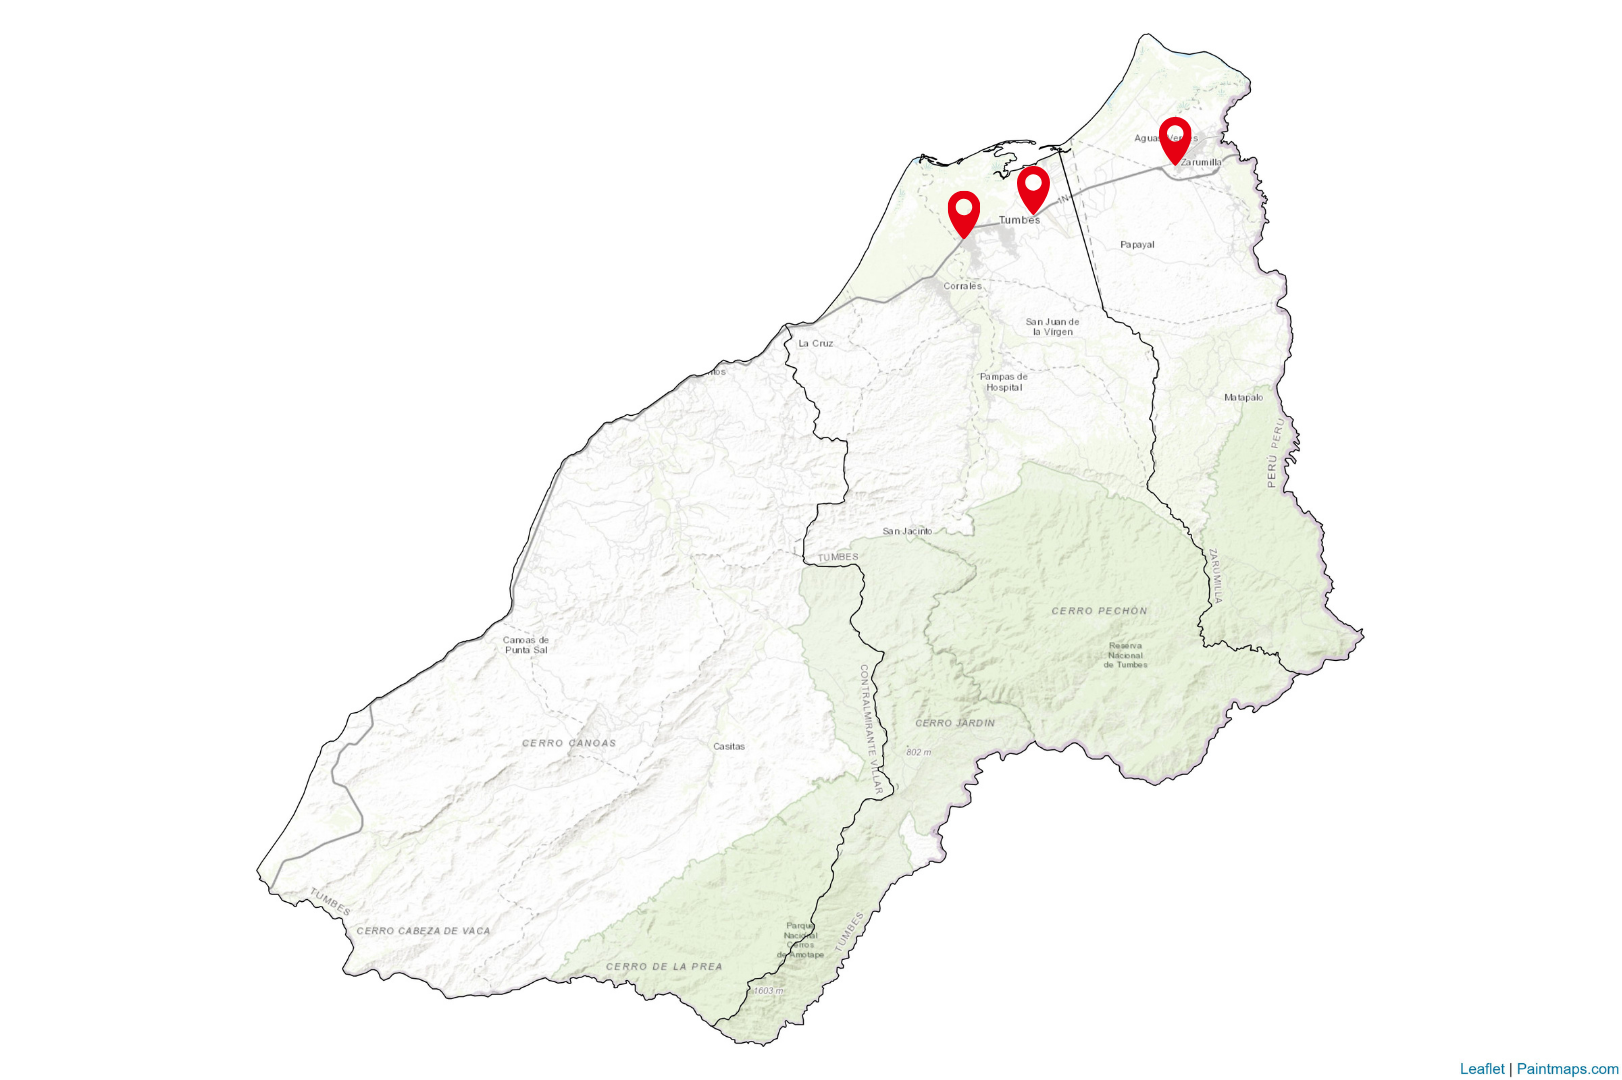 Aguas Verdes
Zarumilla
1N
Tumbes
Papayal
Corrales
San Juan de
la Virgen
La Cruz
Pampas de
Hospital
Matapalo
PERÚ
PERU
San Jacinto
TUMBES
ZARUMILLA
CERRO PECHÓN
Canoas de
Punta Sal
Reserva
Nacional
de Tumbes
CONTRALMIRANTE VILLAR
CERRO JARDIN
CERRO CANOAS
Casitas
802 m
TUMBES
CERRO CABEZA DE VACA
Parque
Nacional
Cerros
de Amotape
TUMBES
CERRO DE LA PREA
1603 m
Leaflet | Paintmaps.com